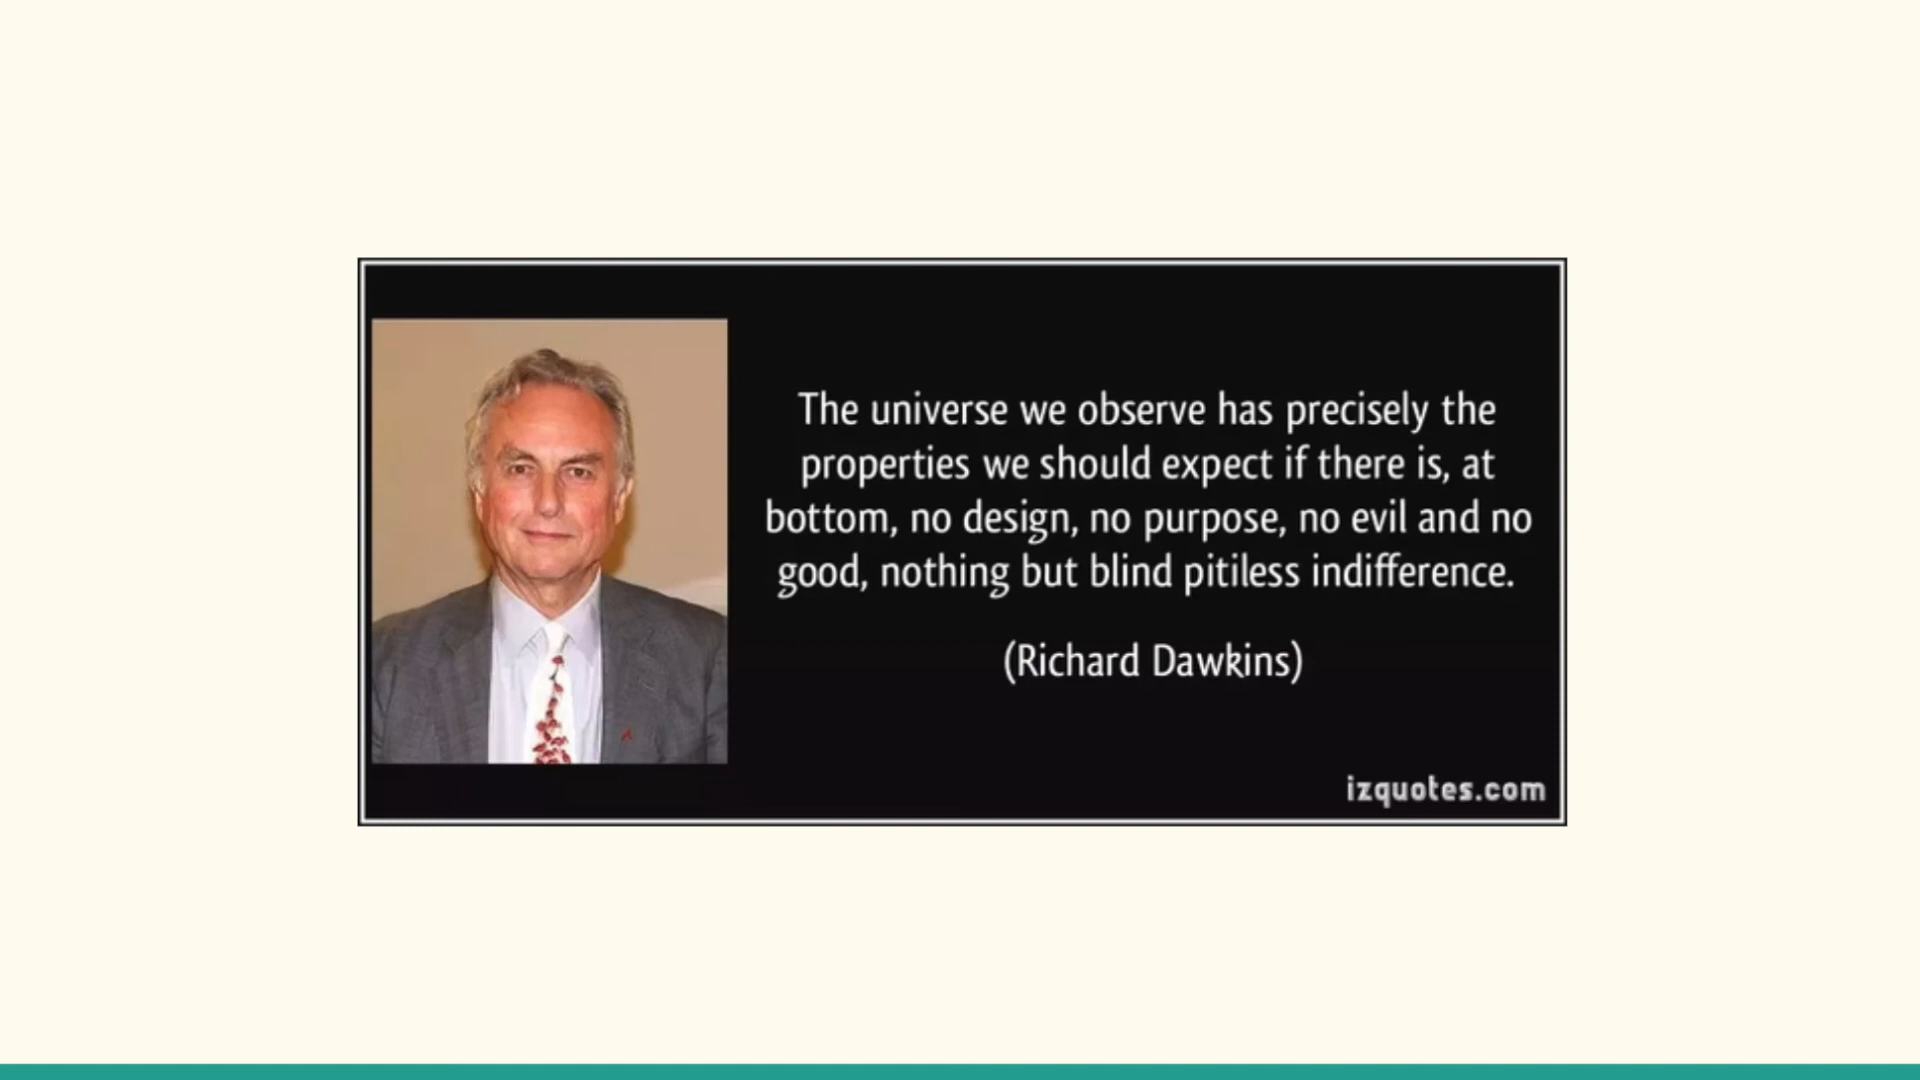 The universe we observe has precisely the
properties we should expect if there is, at
bottom, no design, no purpose, no evil and no
good, nothing but blind pitiless indifference.
(Richard Dawkins)
izquotes.com